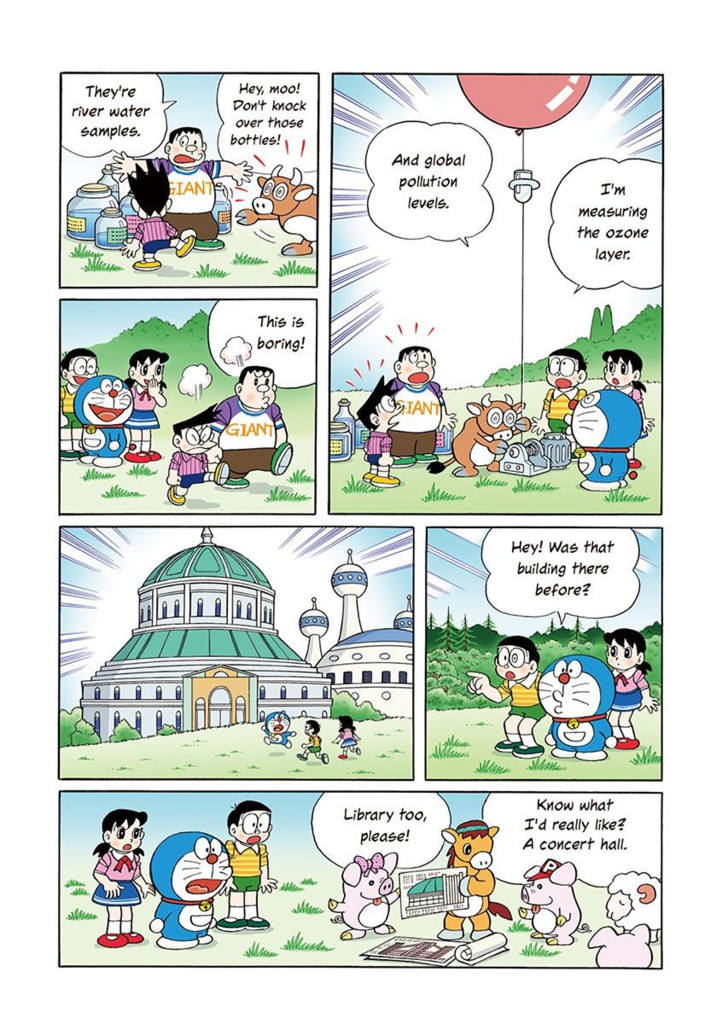 I'm
measuring
the ozone
layer.
And global
pollution
levels.
GIANT
Hey, moo!
Don't knock
over those
bottles!
They're
river water
samples.
GIANT
This is
boring!
GIANT
Hey! Was that
building there
before?
Know what
I'd really like?
A concert hall.
Library too,
please!